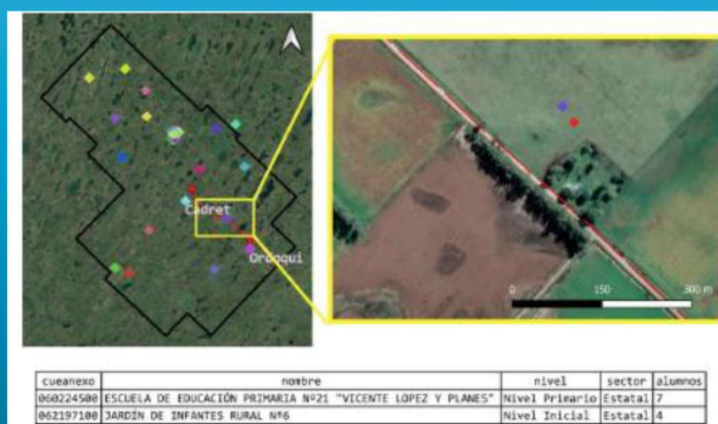 Cadret
Ordoqui
0 150 300 m
cueanexo nombre nivel sector alumnos
060224500 ESCUELA DE EDUCACIÓN PRIMARIA Nº21 "VICENTE LOPEZ Y PLANES" Nivel Primario Estatal 7
062197100 JARDÍN DE INFANTES RURAL Nº6 Nivel Inicial Estatal 4